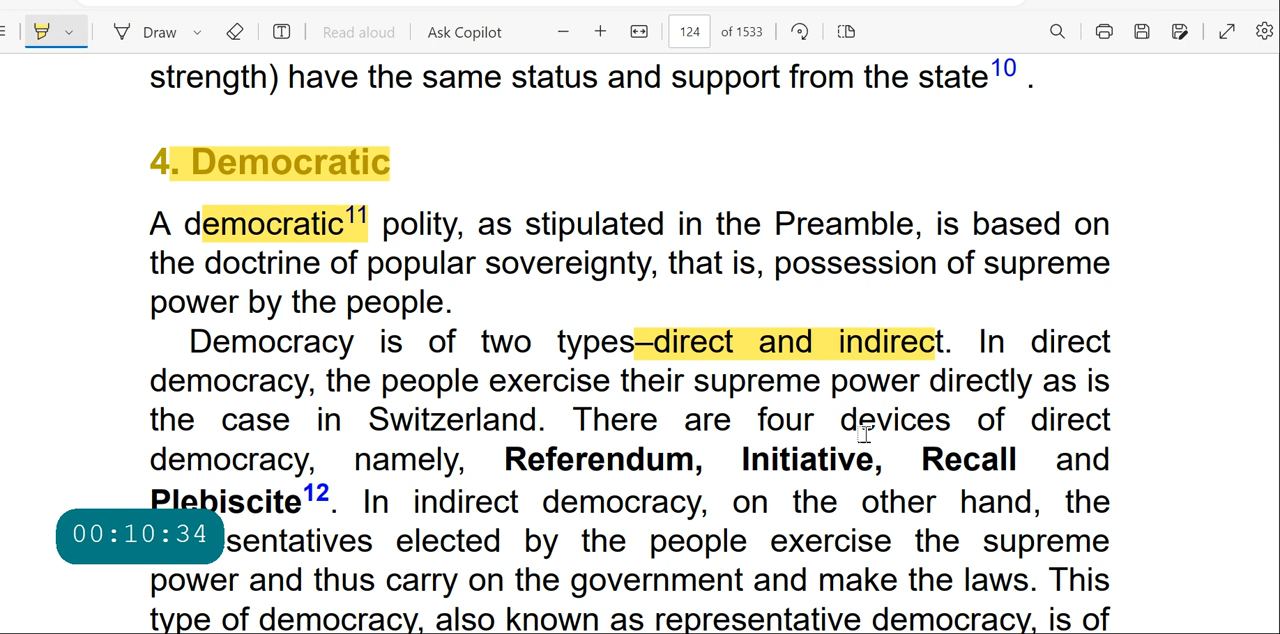 Draw
Read aloud
Ask Copilot
124 of 1533
strength) have the same status and support from the state10 .
4. Democratic
A democratic11 polity, as stipulated in the Preamble, is based on
the doctrine of popular sovereignty, that is, possession of supreme
power by the people.
Democracy is of two types–direct and indirect. In direct
democracy, the people exercise their supreme power directly as is
the case in Switzerland. There are four devices of direct
democracy, namely, Referendum, Initiative, Recall and
Plebiscite12. In indirect democracy, on the other hand, the
sentatives elected by the people exercise the supreme
00:10:34
power and thus carry on the government and make the laws. This
type of democracy, also known as representative democracy, is of